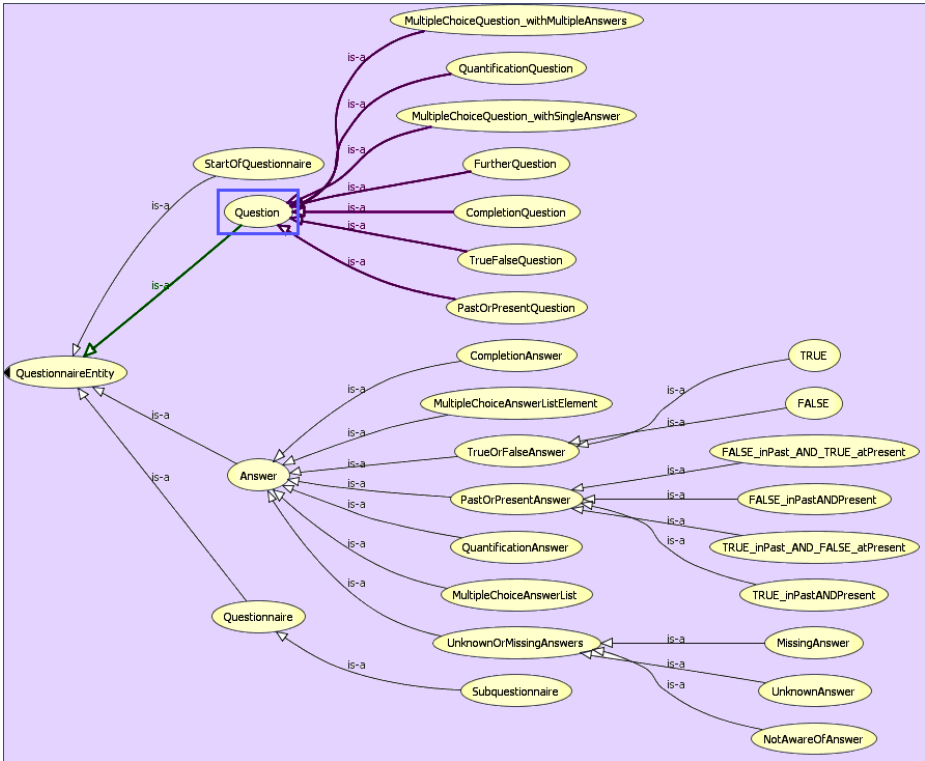 MultipleChoiceQuestion_withMultipleAnswers
is-a
QuantificationQuestion
is-a
MultipleChoiceQuestion_withSingleAnswer
is-a
StartOfQuestionnaire
FurtherQuestion
is-a
is-a
Question
is-a
CompletionQuestion
is-a
TrueFalseQuestion
is-a
is-a
PastOrPresentQuestion
CompletionAnswer
TRUE
QuestionnaireEntity
is-a
is-a
MultipleChoiceAnswerListElement
FALSE
is-a
is-a
is-a
TrueOrFalseAnswer
FALSE_inPast_AND_TRUE_atPresent
is-a
is-a
Answer
is-a
is-a
PastOrPresentAnswer
is-a
FALSE_inPastANDPresent
is-a
is-a
QuantificationAnswer
is-a
TRUE_inPast_AND_FALSE_atPresent
is-a
is-a
MultipleChoiceAnswerList
TRUE_inPastANDPresent
Questionnaire
UnknownOrMissingAnswers
is-a
MissingAnswer
is-a
Subquestionnaire
is-a
UnknownAnswer
is-a
NotAwareOfAnswer